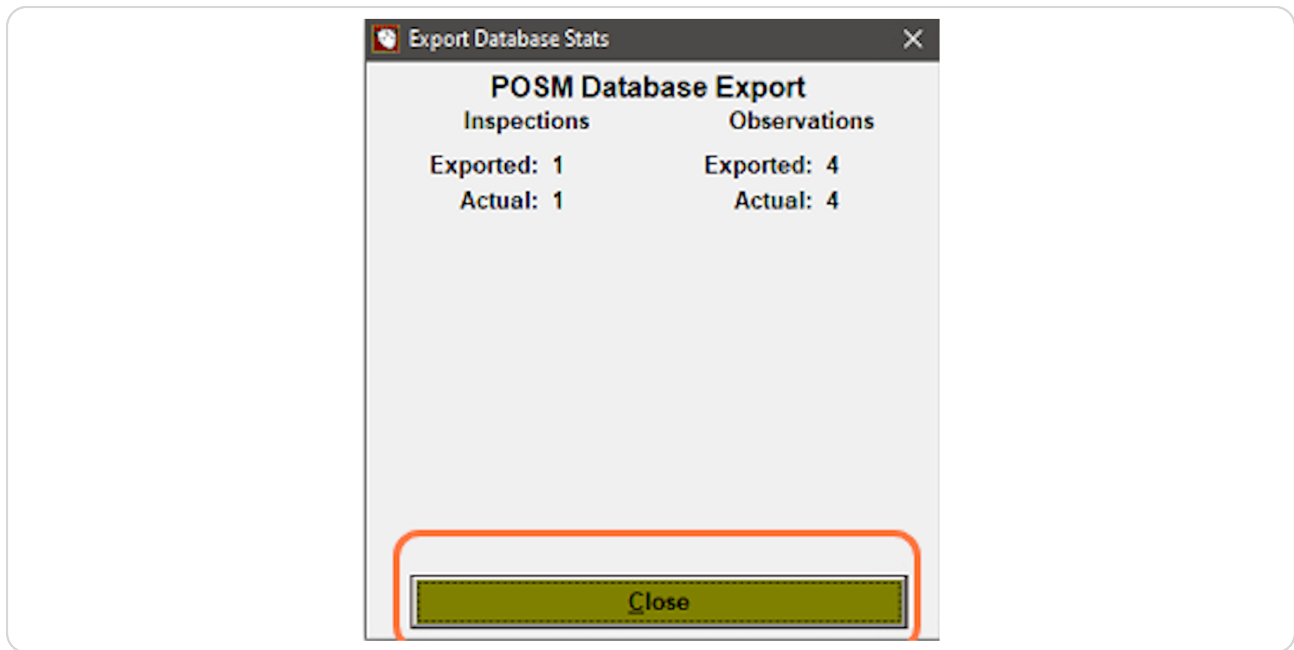 Export Database Stats
POSM Database Export
Inspections Observations
Exported: 1 Exported: 4
Actual: 1 Actual: 4
Close